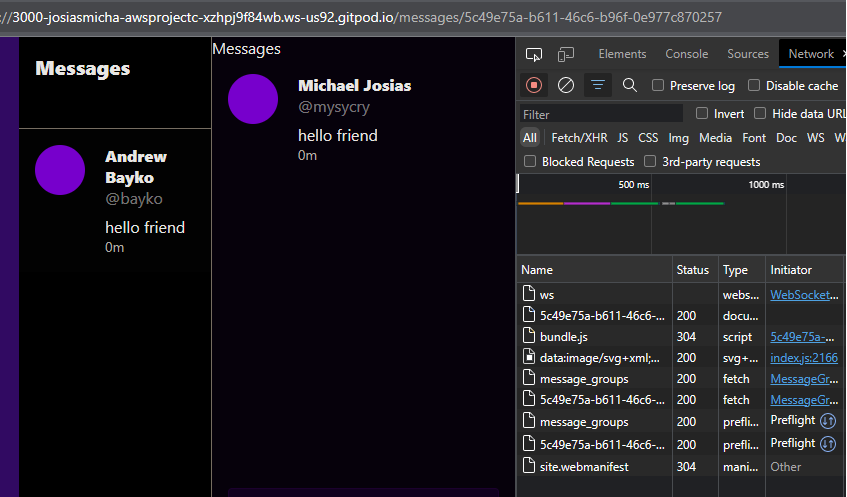 ://3000-josiasmicha-awsprojectc-xzhpj9f84wb.ws-us92.gitpod.io/messages/5c49e75a-b611-46c6-b96f-0e977c870257
Messages
Andrew
Bayko
@bayko
hello friend
0m
Messages
Michael Josias
@mysycry
hello friend
0m
Elements Console Sources Network
Preserve log Disable cache
Filter Invert Hide data URL
All Fetch/XHR JS CSS Img Media Font Doc WS W
Blocked Requests 3rd-party requests
500 ms 1000 ms
Name Status Type Initiator
ws webs... WebSocket...
5c49e75a-b611-46c6-... 200 docu...
bundle.js 304 script 5c49e75a-...
data:image/svg+xml;... 200 svg+... index.js:2166
message_groups 200 fetch MessageGr...
5c49e75a-b611-46c6-... 200 fetch MessageGr...
message_groups 200 prefli... Preflight
5c49e75a-b611-46c6-... 200 prefli... Preflight
site.webmanifest 304 mani... Other